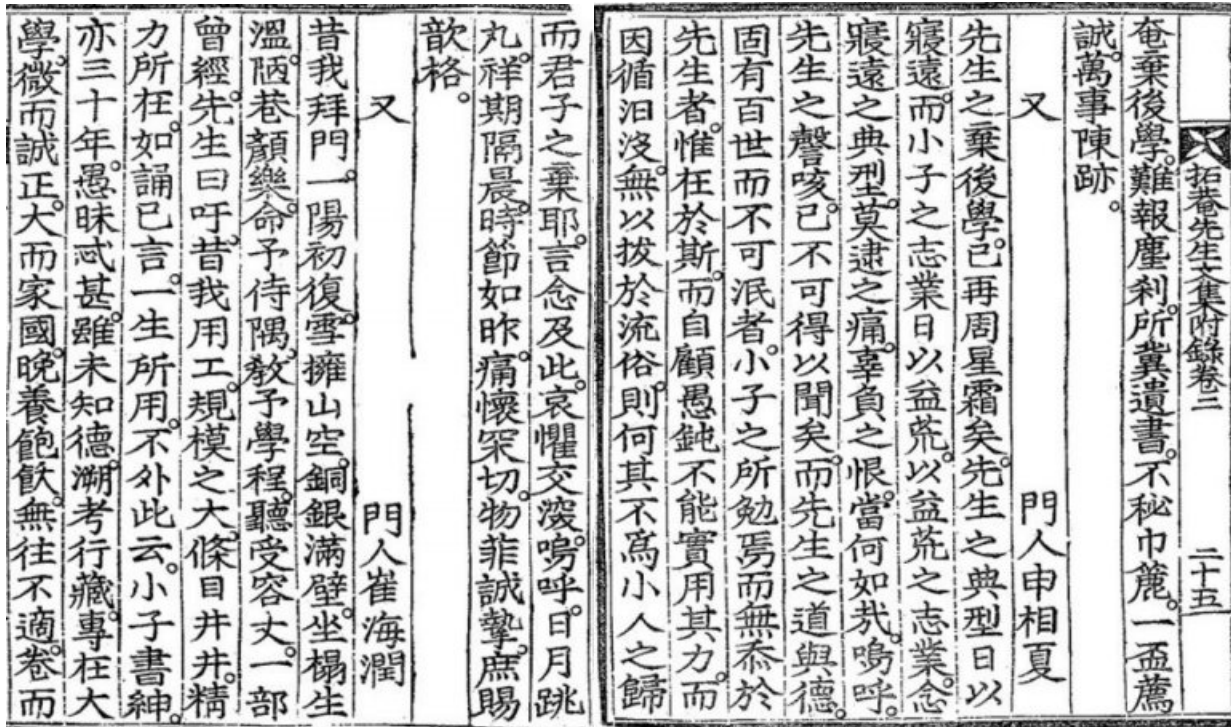 拓菴先生文集附錄卷二 二十五
奄棄後學。難報塵刹。所冀遺書。不秘巾簏。一盃薦
誠。萬事陳跡。
又 門人申相夏
先生之棄後學。已再周星霜矣。先生之典型日以
寢遠。而小子之志業日以益荒。以益荒之志業。念
寢遠之典型。莫逮之痛。辜負之恨。當何如哉。嗚呼。
先生之謦咳。已不可得以聞矣。而先生之道與德。
固有百世而不可泯者。小子之所勉焉而無忝於
先生者。惟在於斯。而自顧愚鈍不能實用其力。而
因循汨沒。無以拔於流俗。則何其不爲小人之歸
而君子之棄耶。言念及此。哀懼交深。嗚呼。日月跳
丸。祥期隔晨。時節如昨。痛懷冞切。物菲誠摯。庶賜
歆格。
又 門人崔海潤
昔我拜門。一陽初復。雪擁山空。銅銀滿壁。坐榻生
溫。陋巷顏樂。命予侍隅。敎予學程。聽受容丈。一部
曾經。先生曰吁。昔我用工。規模之大。條目井井。精
力所在。如誦已言。一生所用。不外此云。小子書紳。
亦三十年。愚昧忒甚。雖未知德。溯考行藏。專在大
學。微而誠正。大而家國。晚養飽飫。無往不適。卷而